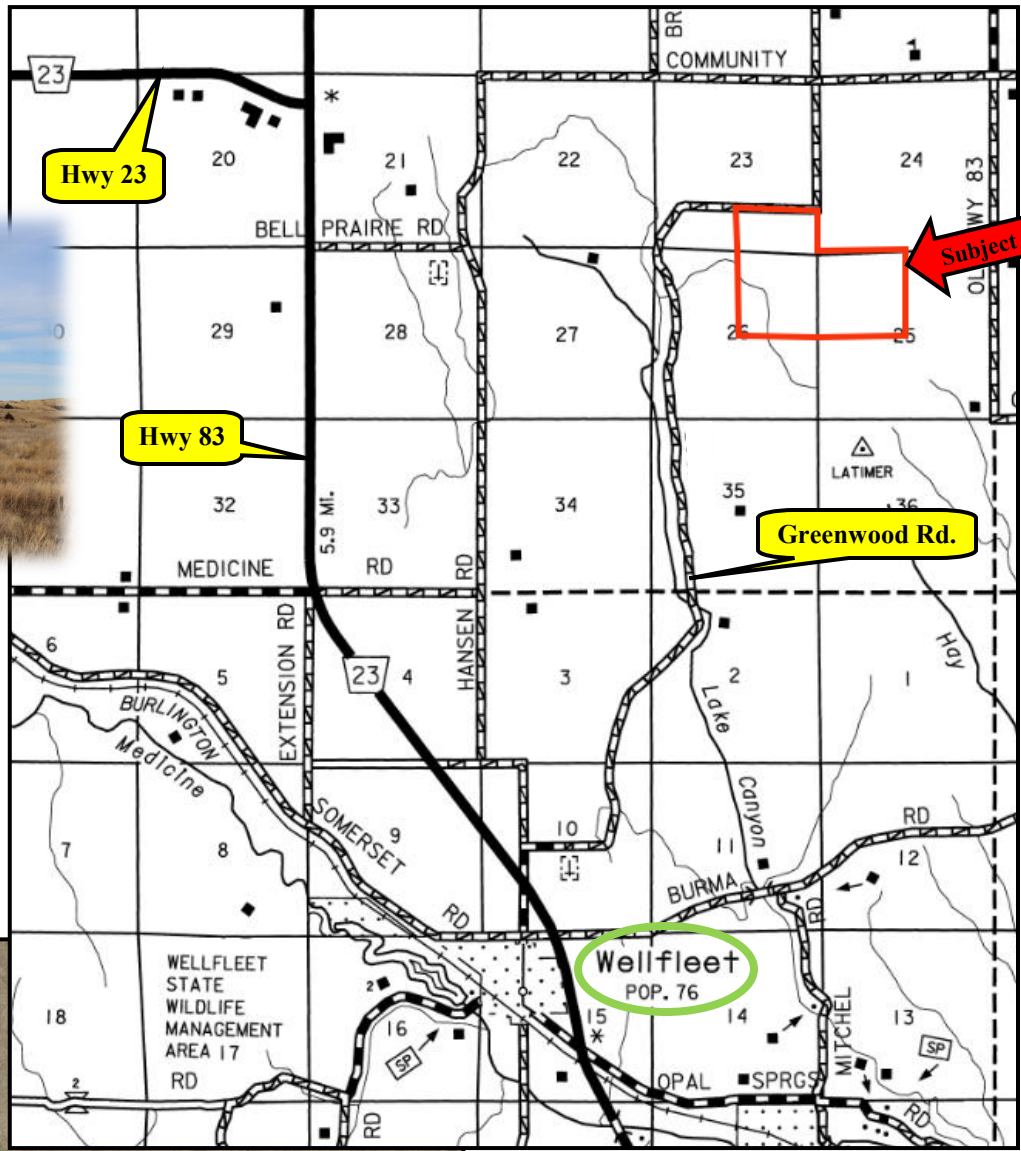 BR
COMMUNITY
23
Hwy 23
20
21
22
23
24
OL
WY 83
BELL PRAIRIE RD
Subject
29
28
27
26
25
Hwy 83
5.9 MI.
32
33
34
35
36
LATIMER
Greenwood Rd.
MEDICINE RD
EXTENSION RD
HANSEN RD
6
5
23
4
3
2
1
Hay
Lake
Canyon
BURLINGTON
Medicine
SOMERSET
RD
7
8
9
10
11
12
BURMA
RD
RD
Wellfleet
POP. 76
WELLFLEET
STATE
WILDLIFE
MANAGEMENT
AREA 17
2
18
16
15
14
13
SP
SP
MITCHEL
RD
2
RD
OPAL SPRGS
RD